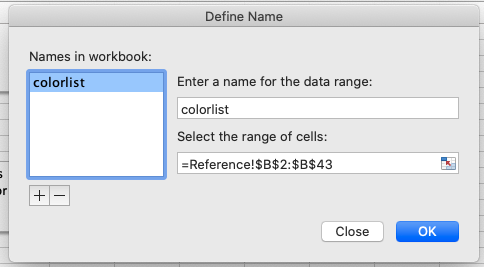 Define Name
Names in workbook:
colorlist
Enter a name for the data range:
colorlist
Select the range of cells:
=Reference!$B$2:$B$43
+ −
Close
OK
s
or